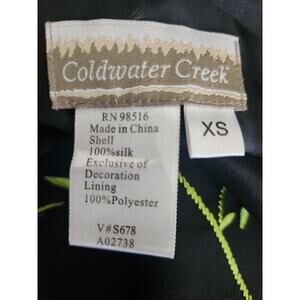 Coldwater Creek
XS
RN 98516
Made in China
Shell
100%silk
Exclusive of
Decoration
Lining
100%Polyester
V#S678
A02738